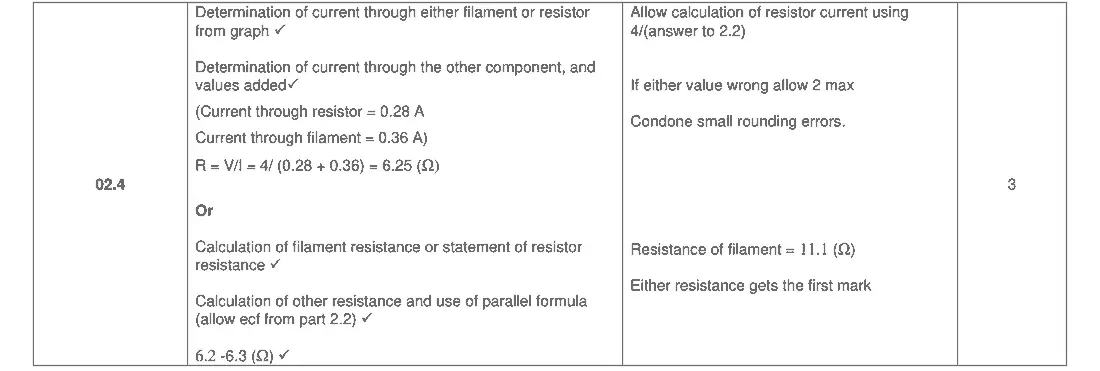 Determination of current through either filament or resistor
from graph ✓
Determination of current through the other component, and
values added✓
(Current through resistor = 0.28 A
Current through filament = 0.36 A)
R = V/I = 4/ (0.28 + 0.36) = 6.25 (Ω)
Or
Calculation of filament resistance or statement of resistor
resistance ✓
Calculation of other resistance and use of parallel formula
(allow ecf from part 2.2) ✓
6.2 -6.3 (Ω) ✓
Allow calculation of resistor current using
4/(answer to 2.2)
If either value wrong allow 2 max
Condone small rounding errors.
Resistance of filament = 11.1 (Ω)
Either resistance gets the first mark
02.4
3